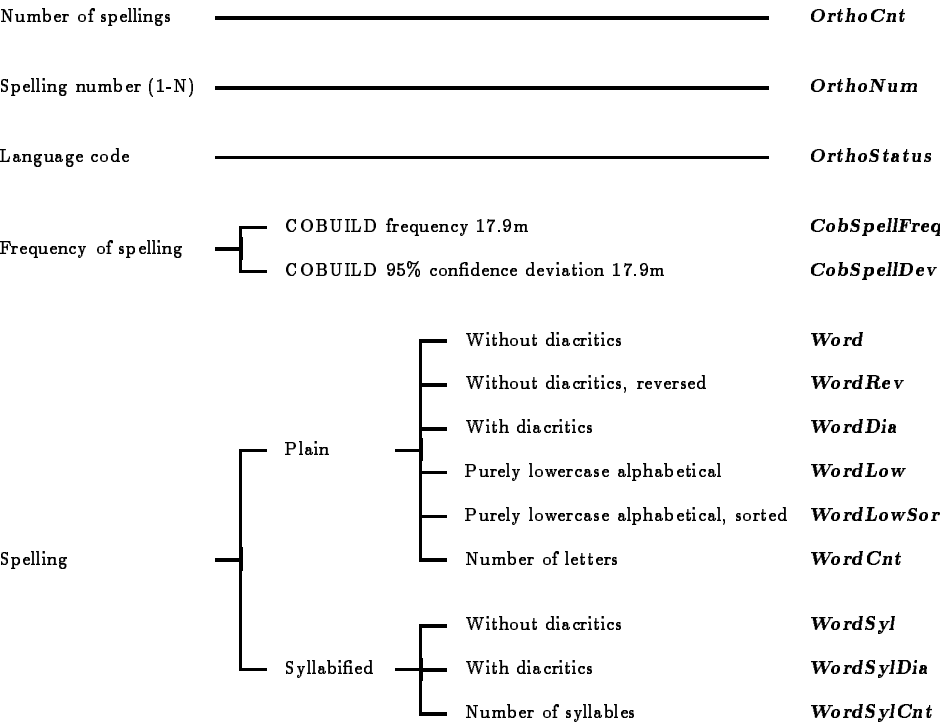 Number of spellings OrthoCnt
Spelling number (1-N) OrthoNum
Language code OrthoStatus
COBUILD frequency 17.9m CobSpellFreq
Frequency of spelling
COBUILD 95% confidence deviation 17.9m CobSpellDev
Without diacritics Word
Without diacritics, reversed WordRev
With diacritics WordDia
Plain
Purely lowercase alphabetical WordLow
Purely lowercase alphabetical, sorted WordLowSor
Spelling Number of letters WordCnt
Without diacritics WordSyl
Syllabified With diacritics WordSylDia
Number of syllables WordSylCnt